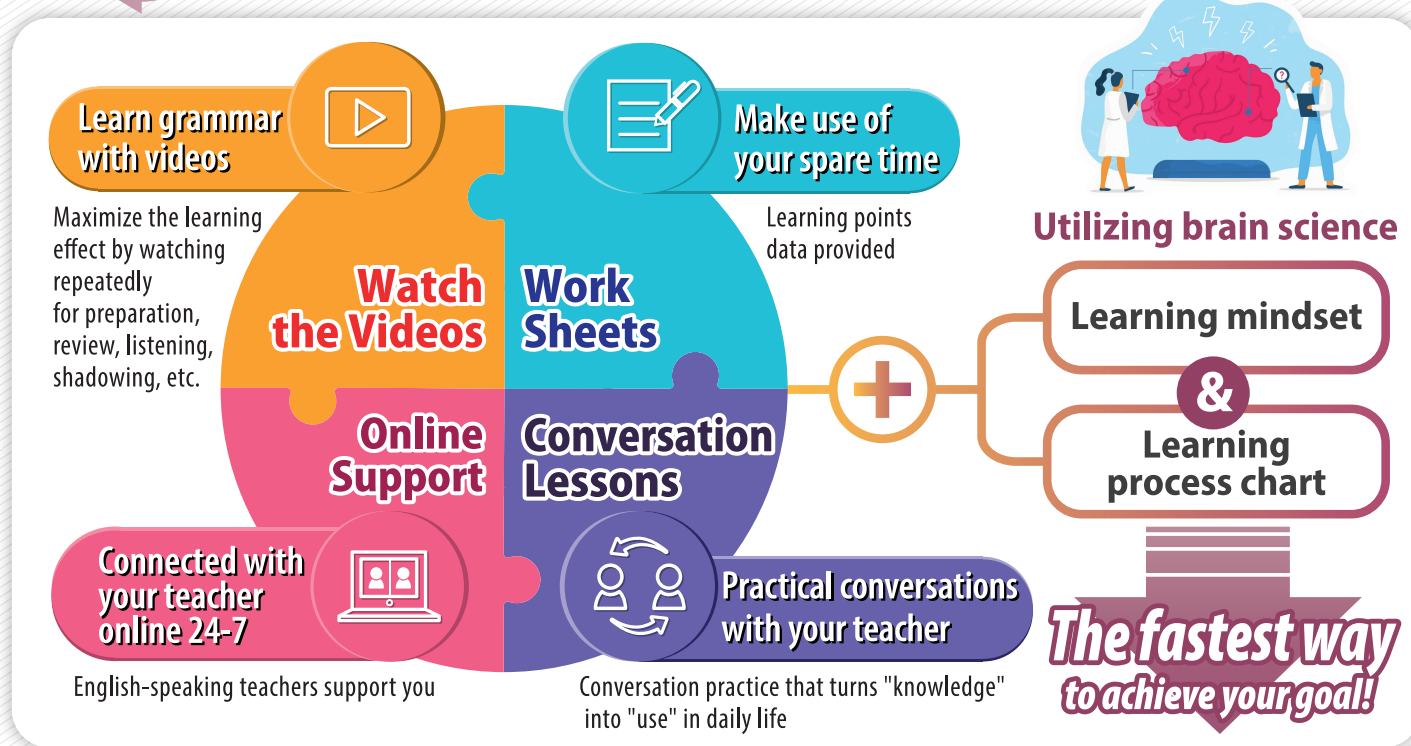 Learn grammar
with videos
Maximize the learning
effect by watching
repeatedly
for preparation,
review, listening,
shadowing, etc.
Watch
the Videos
Make use of
your spare time
Learning points
data provided
Work
Sheets
Online
Support
Connected with
your teacher
online 24-7
English-speaking teachers support you
Conversation
Lessons
Practical conversations
with your teacher
Conversation practice that turns "knowledge"
into "use" in daily life
+
?
Utilizing brain science
Learning mindset
&
Learning
process chart
The fastest way
to achieve your goal!